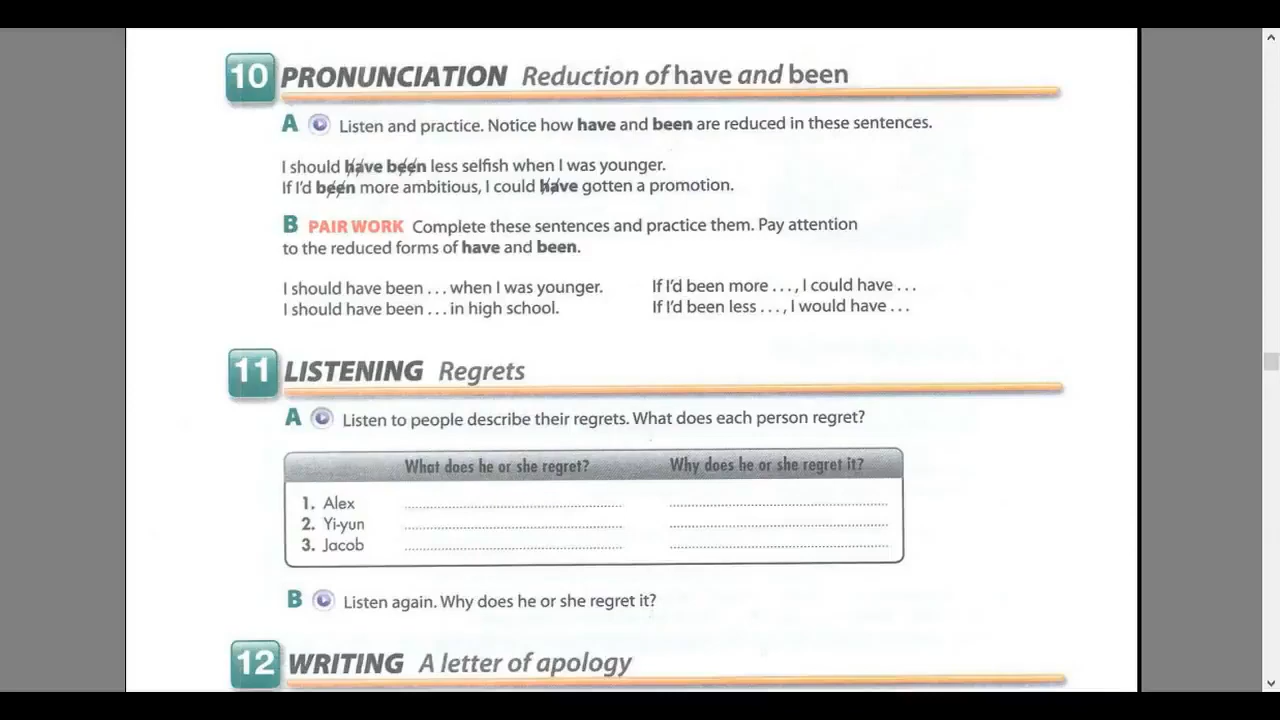 10 PRONUNCIATION Reduction of have and been
A Listen and practice. Notice how have and been are reduced in these sentences.
I should have been less selfish when I was younger.
If I'd been more ambitious, I could have gotten a promotion.
B PAIR WORK Complete these sentences and practice them. Pay attention
to the reduced forms of have and been.
I should have been . . . when I was younger.
I should have been . . . in high school.
If I'd been more . . . , I could have . . .
If I'd been less . . . , I would have . . .
11 LISTENING Regrets
A Listen to people describe their regrets. What does each person regret?
What does he or she regret? Why does he or she regret it?
1. Alex
2. Yi-yun
3. Jacob
B Listen again. Why does he or she regret it?
12 WRITING A letter of apology